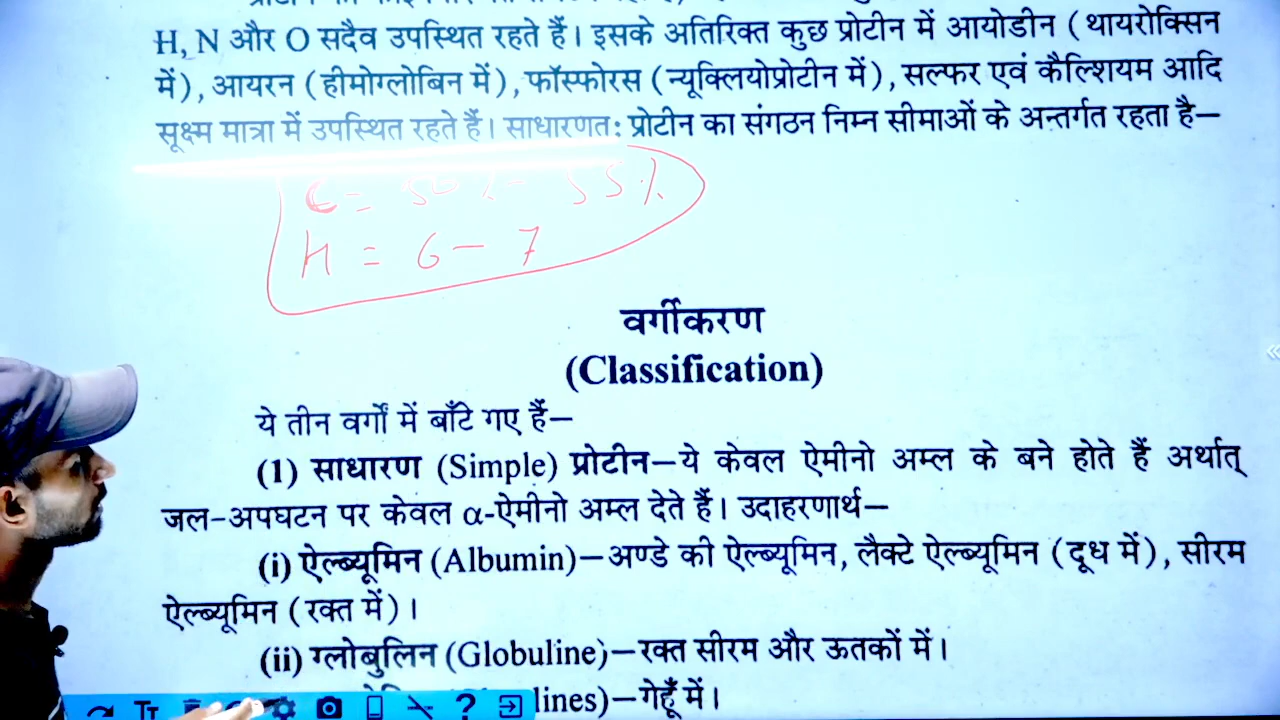 H, N और O सदैव उपस्थित रहते हैं। इसके अतिरिक्त कुछ प्रोटीन में आयोडीन (थायरोक्सिन
में), आयरन (हीमोग्लोबिन में), फॉस्फोरस (न्यूक्लियोप्रोटीन में), सल्फर एवं कैल्शियम आदि
सूक्ष्म मात्रा में उपस्थित रहते हैं। साधारणतः प्रोटीन का संगठन निम्न सीमाओं के अन्तर्गत रहता है—
C = 50% - 55%
H = 6 - 7
वर्गीकरण
(Classification)
ये तीन वर्गों में बाँटे गए हैं—
(1) साधारण (Simple) प्रोटीन—ये केवल ऐमीनो अम्ल के बने होते हैं अर्थात्
जल-अपघटन पर केवल α-ऐमीनो अम्ल देते हैं। उदाहरणार्थ—
(i) ऐल्ब्यूमिन (Albumin)—अण्डे की ऐल्ब्यूमिन, लैक्टे ऐल्ब्यूमिन (दूध में), सीरम
ऐल्ब्यूमिन (रक्त में)।
(ii) ग्लोबुलिन (Globuline)—रक्त सीरम और ऊतकों में।
lines)—गेहूँ में।